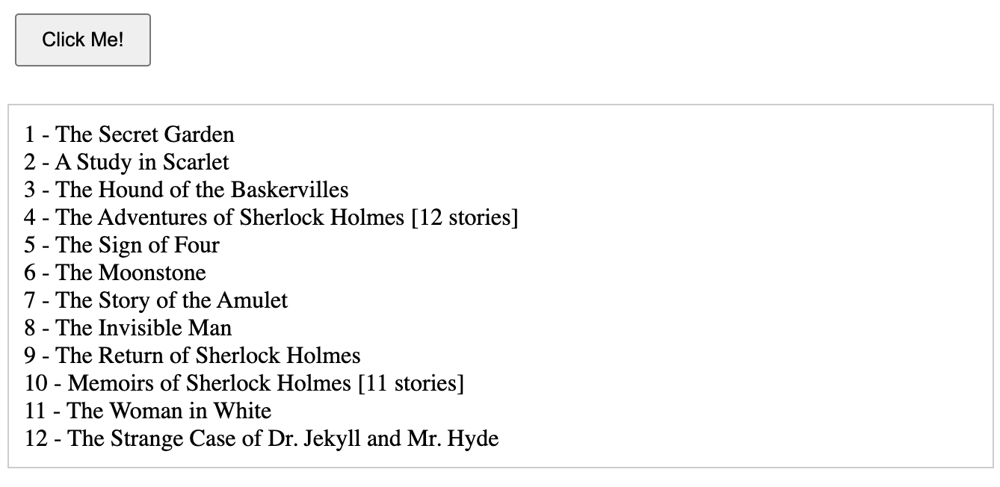 Click Me!
1 - The Secret Garden
2 - A Study in Scarlet
3 - The Hound of the Baskervilles
4 - The Adventures of Sherlock Holmes [12 stories]
5 - The Sign of Four
6 - The Moonstone
7 - The Story of the Amulet
8 - The Invisible Man
9 - The Return of Sherlock Holmes
10 - Memoirs of Sherlock Holmes [11 stories]
11 - The Woman in White
12 - The Strange Case of Dr. Jekyll and Mr. Hyde